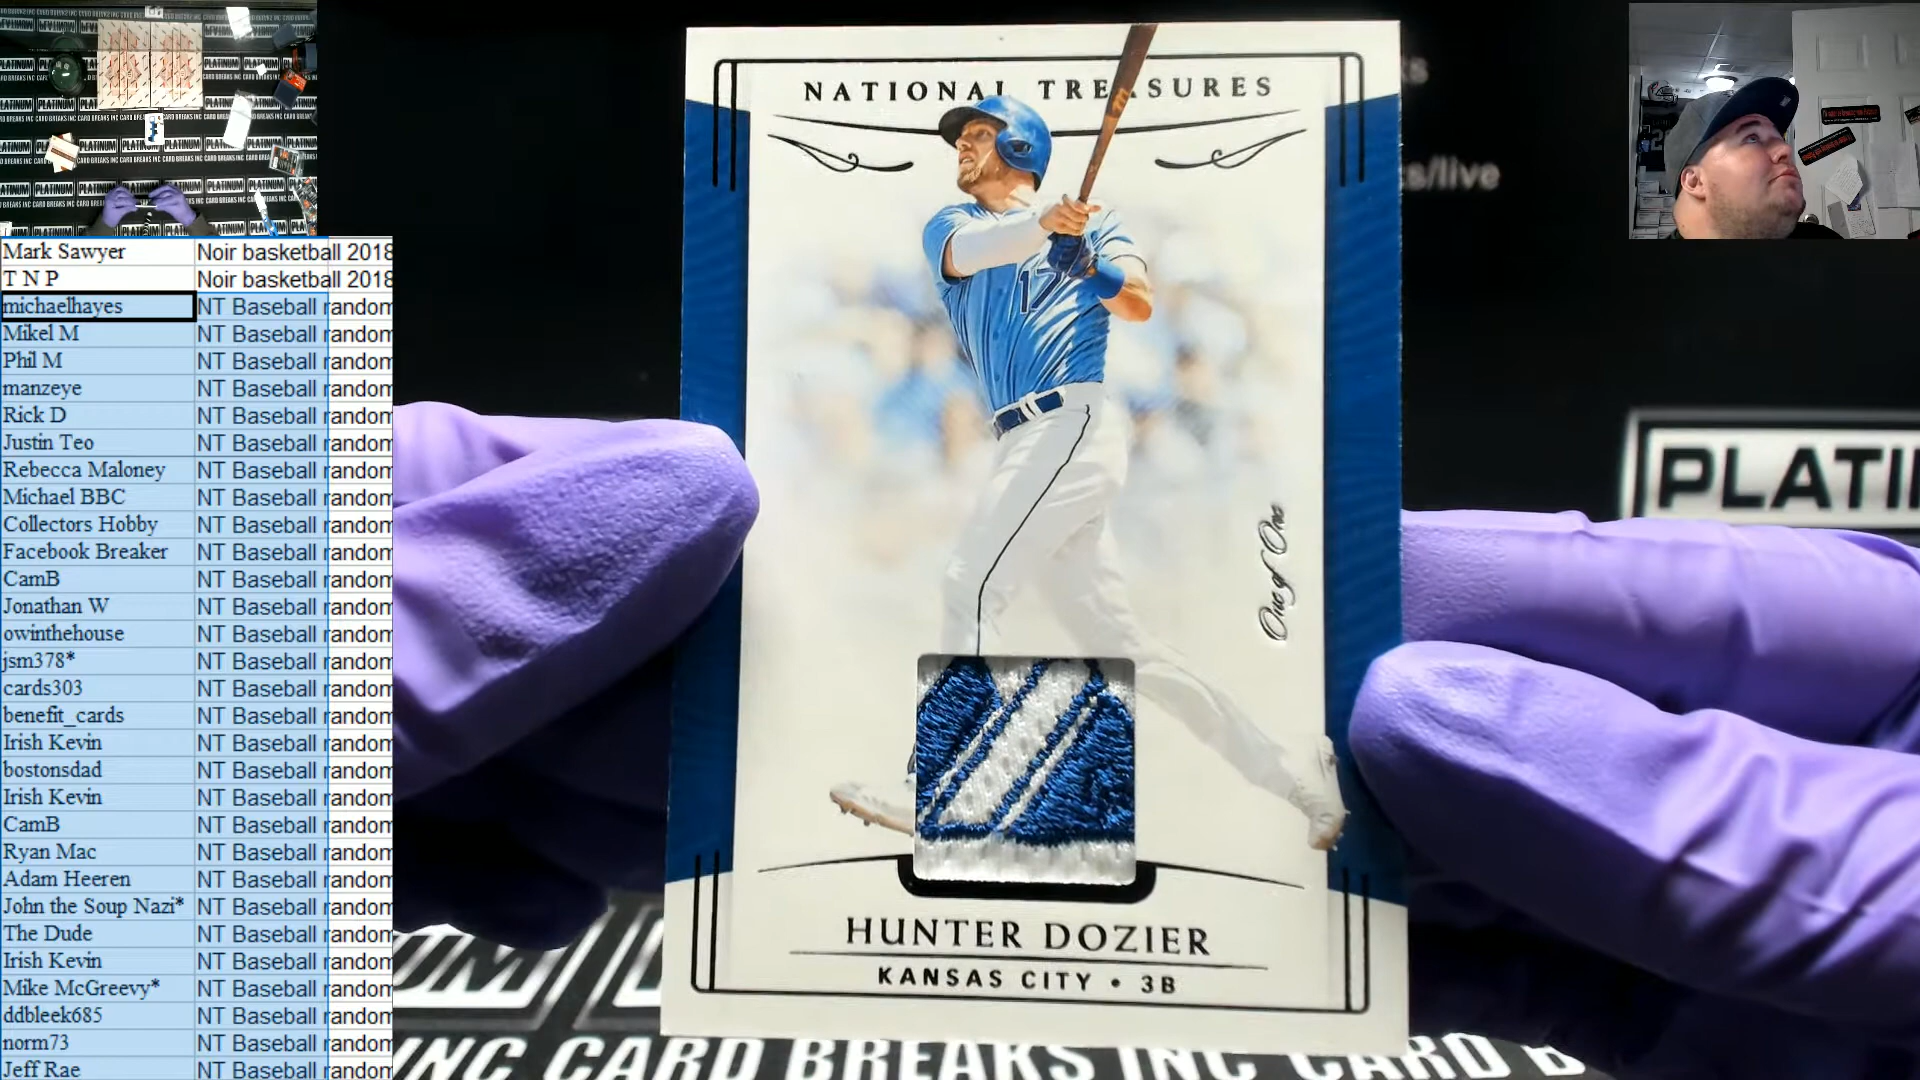 Mark Sawyer Noir basketball 2018
T N P Noir basketball 2018
michaelhayes NT Baseball random
Mikel M NT Baseball random
Phil M NT Baseball random
manzeye NT Baseball random
Rick D NT Baseball random
Justin Teo NT Baseball random
Rebecca Maloney NT Baseball random
Michael BBC NT Baseball random
Collectors Hobby NT Baseball random
Facebook Breaker NT Baseball random
CamB NT Baseball random
Jonathan W NT Baseball random
owinthehouse NT Baseball random
jsm378* NT Baseball random
cards303 NT Baseball random
benefit_cards NT Baseball random
Irish Kevin NT Baseball random
bostonsdad NT Baseball random
Irish Kevin NT Baseball random
CamB NT Baseball random
Ryan Mac NT Baseball random
Adam Heeren NT Baseball random
John the Soup Nazi* NT Baseball random
The Dude NT Baseball random
Irish Kevin NT Baseball random
Mike McGreevy* NT Baseball random
ddbleek685 NT Baseball random
norm73 NT Baseball random
Jeff Rae NT Baseball random
NATIONAL TREASURES
17
One of One
HUNTER DOZIER
KANSAS CITY • 3B
s/live
PLATI
INC CARD BREAKS INC CARD B